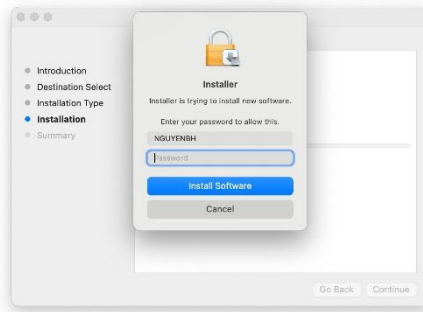 Introduction
Destination Select
Installation Type
Installation
Summary
Installer
Installer is trying to install new software.
Enter your password to allow this.
NGUYENBH
Password
Install Software
Cancel
Go Back
Continue